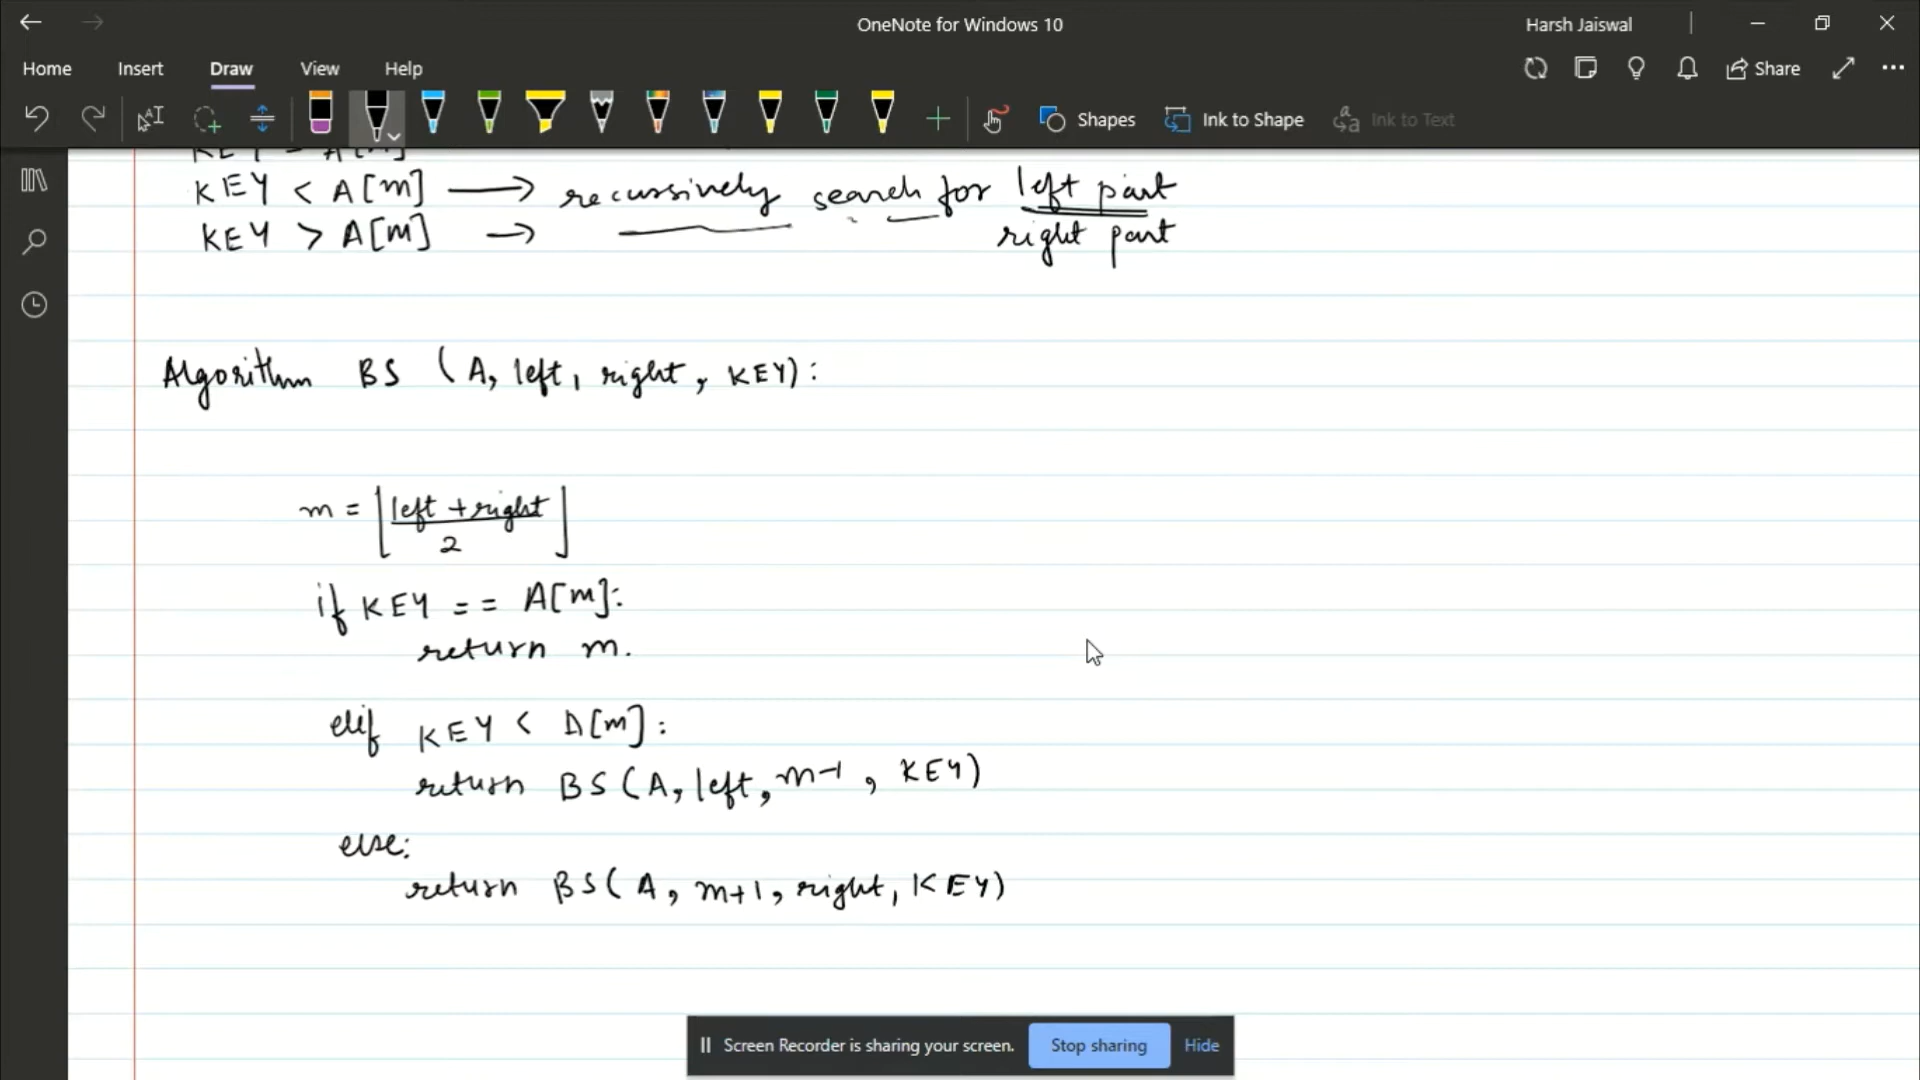 OneNote for Windows 10
Harsh Jaiswal
Home Insert Draw View Help
Share
Shapes Ink to Shape Ink to Text
KEY = A[m]
KEY < A[m] → recussively search for left part
KEY > A[m] → right part
Algorithm BS (A, left, right, KEY):
m = ⌊left + right / 2⌋
if KEY == A[m]:
return m.
elif KEY < A[m]:
return BS(A, left, m-1, KEY)
else:
return BS(A, m+1, right, KEY)
Screen Recorder is sharing your screen. Stop sharing Hide